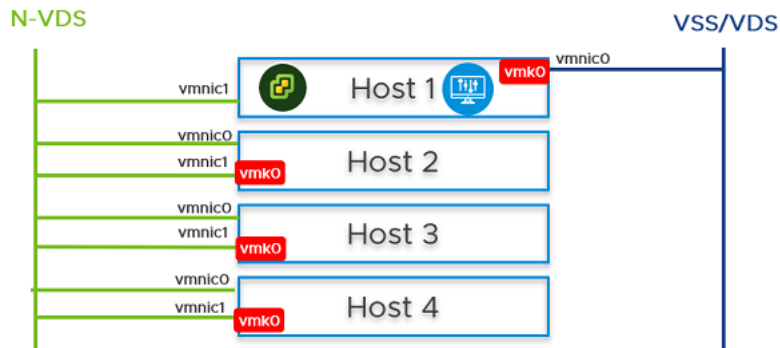 N-VDS
VSS/VDS
vmnic1
Host 1
vmk0
vmnic0
vmnic0
vmnic1
vmk0
Host 2
vmnic0
vmnic1
vmk0
Host 3
vmnic0
vmnic1
vmk0
Host 4